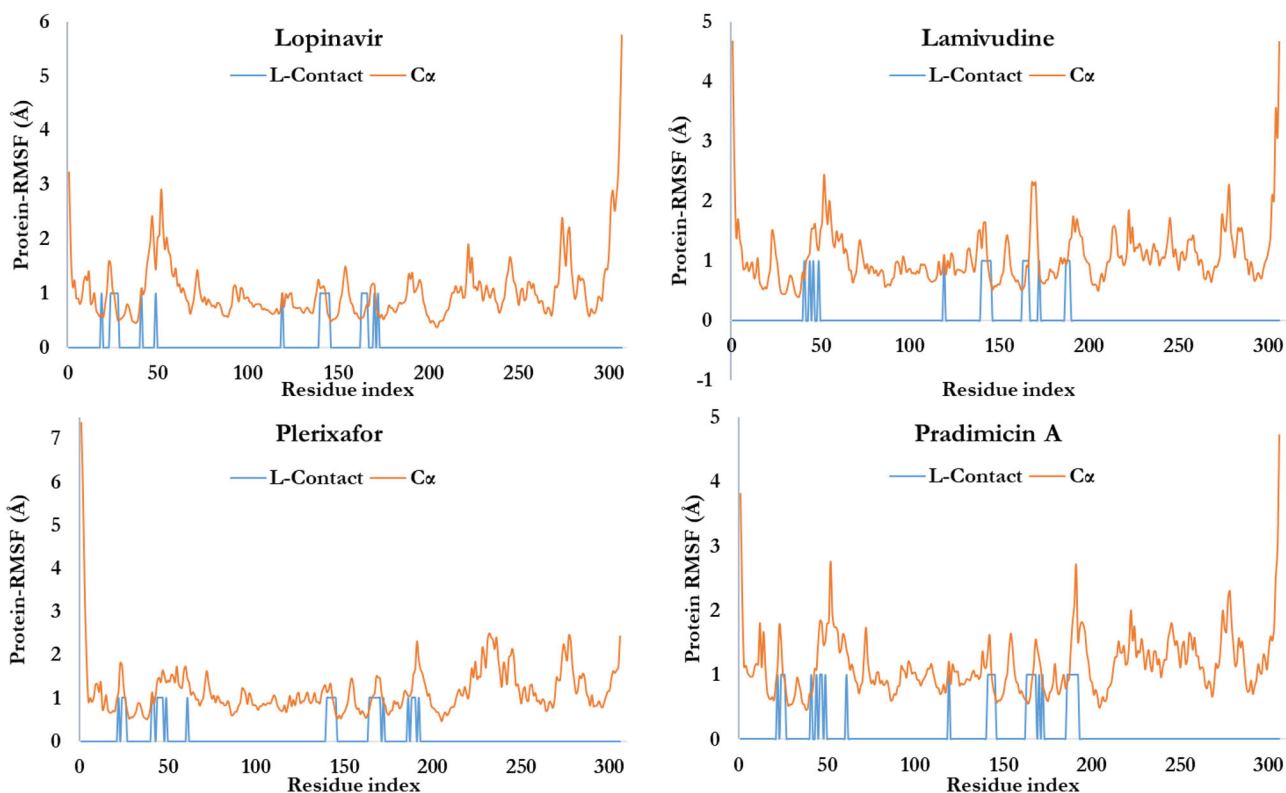 Lopinavir
L-Contact Cα
Protein-RMSF (Å)
6
5
4
3
2
1
0
0 50 100 150 200 250 300
Residue index
Lamivudine
L-Contact Cα
Protein-RMSF (Å)
5
4
3
2
1
0
-1
0 50 100 150 200 250 300
Residue index
Plerixafor
L-Contact Cα
Protein-RMSF (Å)
7
6
5
4
3
2
1
0
0 50 100 150 200 250 300
Residue index
Pradimicin A
L-Contact Cα
Protein RMSF (Å)
5
4
3
2
1
0
0 50 100 150 200 250 300
Residue index